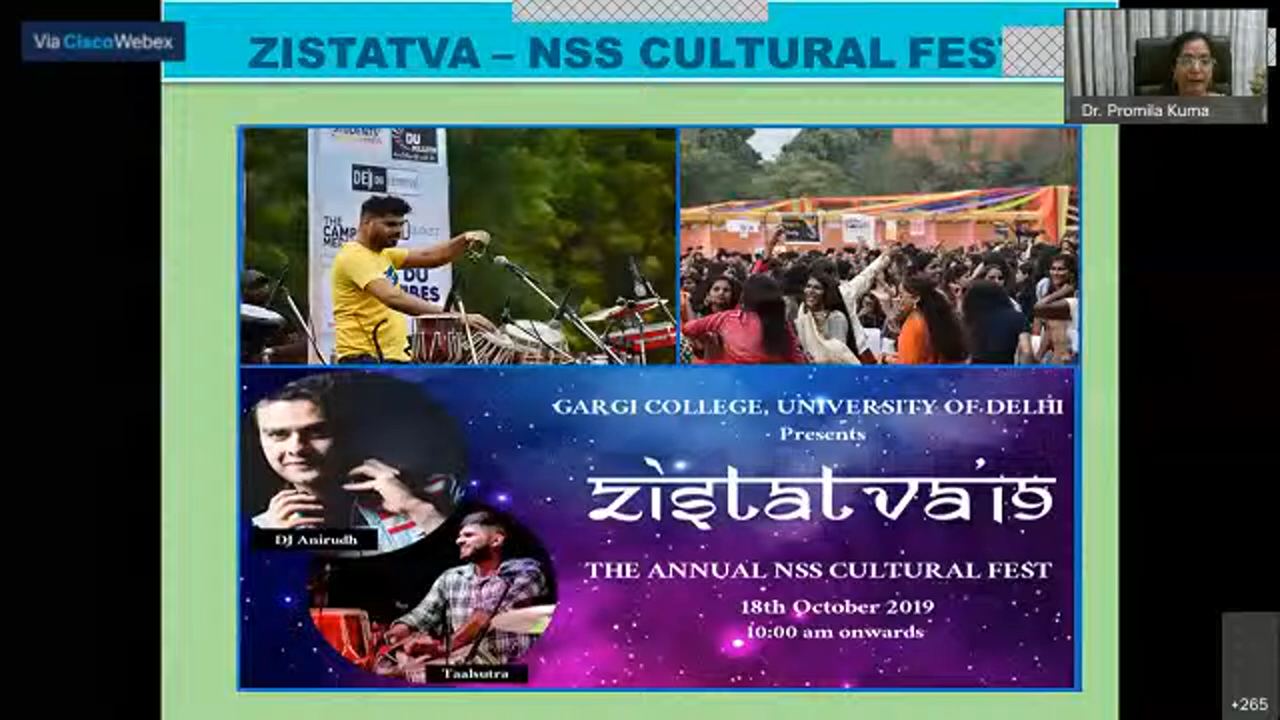 Via CiscoWebex
ZISTATVA – NSS CULTURAL FEST
Dr. Promila Kuma
DU
DU
THE
DU
GARGI COLLEGE, UNIVERSITY OF DELHI
Presents
zistatva'19
THE ANNUAL NSS CULTURAL FEST
18th October 2019
10:00 am onwards
DJ Anirudh
Taalsutra
+265